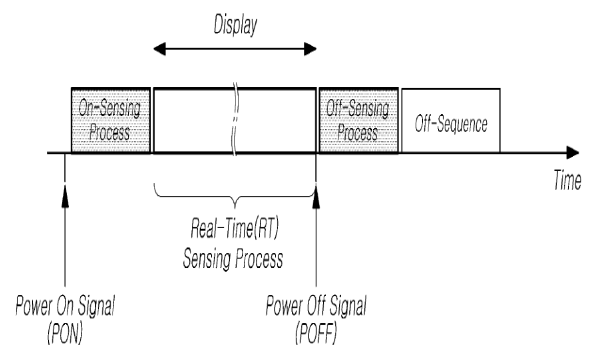 Display
On-Sensing
Process
Off-Sensing
Process
Off-Sequence
Time
Real-Time(RT)
Sensing Process
Power On Signal
(PON)
Power Off Signal
(POFF)